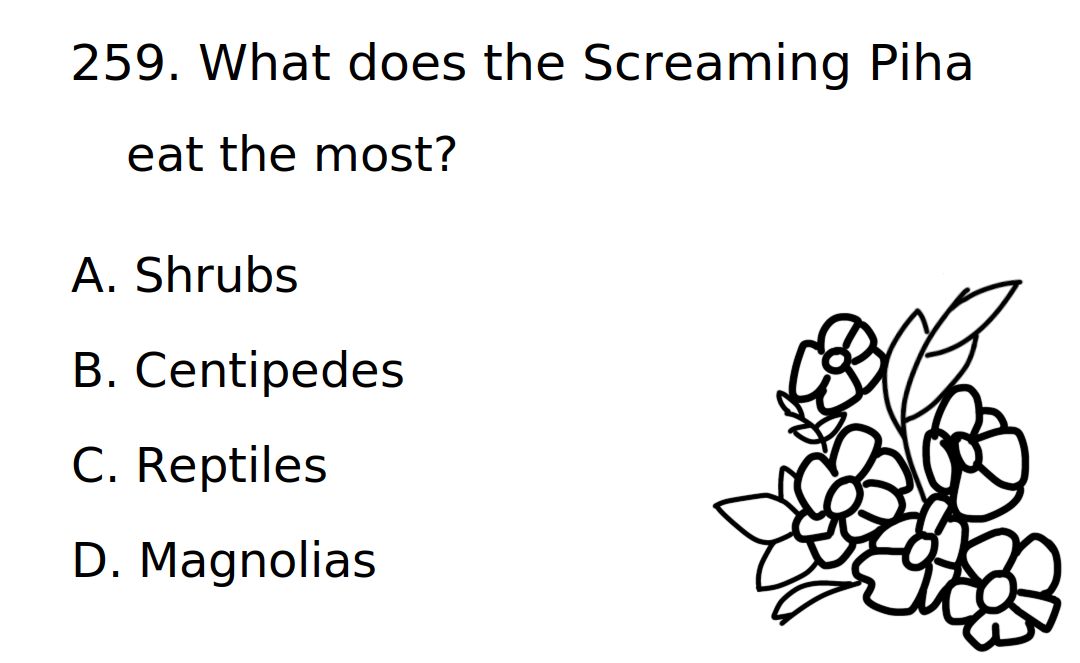 259. What does the Screaming Piha
eat the most?
A. Shrubs
B. Centipedes
C. Reptiles
D. Magnolias